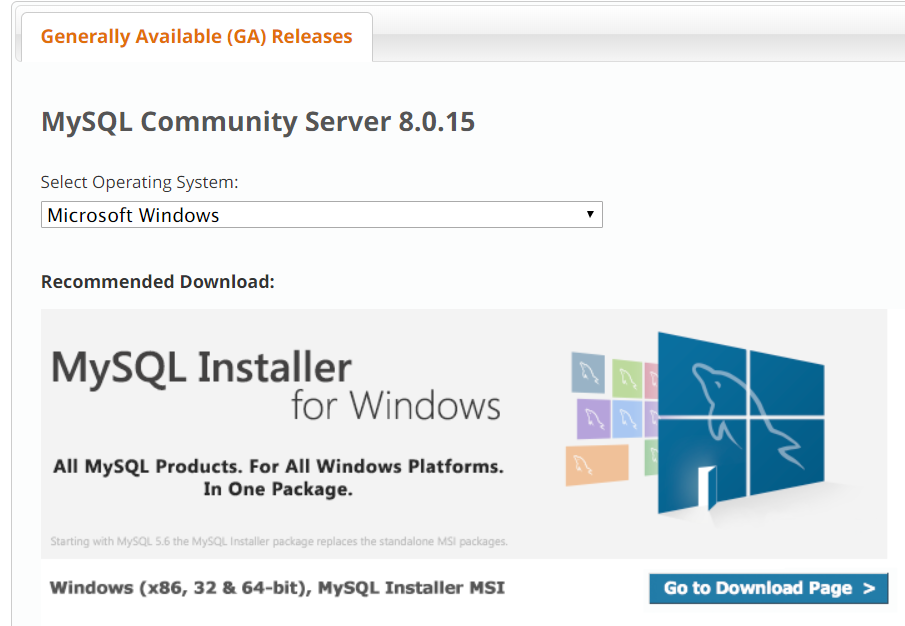 Generally Available (GA) Releases
MySQL Community Server 8.0.15
Select Operating System:
Microsoft Windows
Recommended Download:
MySQL Installer
for Windows
All MySQL Products. For All Windows Platforms.
In One Package.
Starting with MySQL 5.6 the MySQL Installer package replaces the standalone MSI packages.
Windows (x86, 32 & 64-bit), MySQL Installer MSI
Go to Download Page >